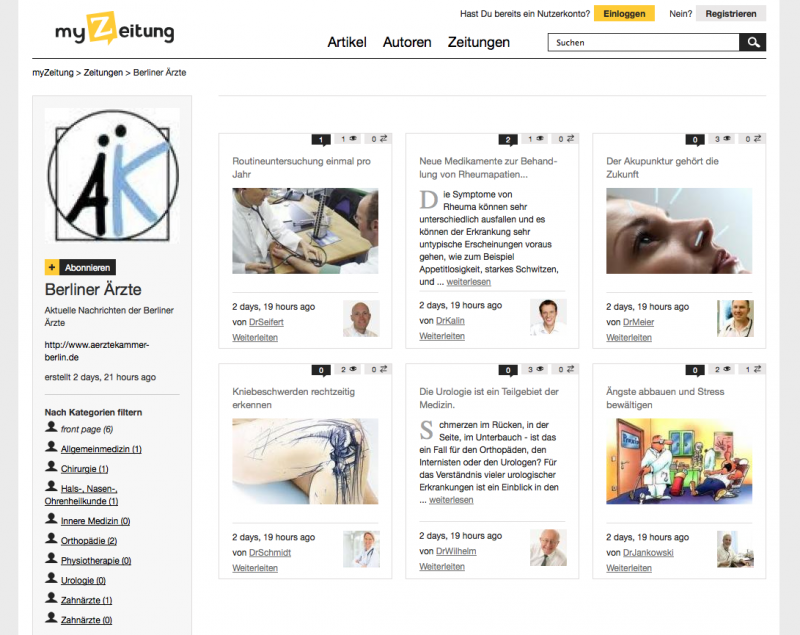 myZeitung
Hast Du bereits ein Nutzerkonto? Einloggen Nein? Registrieren
Artikel Autoren Zeitungen Suchen
myZeitung > Zeitungen > Berliner Ärzte
ÄK
+ Abonnieren
Berliner Ärzte
Aktuelle Nachrichten der Berliner
Ärzte
http://www.aerztekammer-
berlin.de
erstellt 2 days, 21 hours ago
Nach Kategorien filtern
front page (6)
Allgemeinmedizin (1)
Chirurgie (1)
Hals-, Nasen-,
Ohrenheilkunde (1)
Innere Medizin (0)
Orthopädie (2)
Physiotherapie (0)
Urologie (0)
Zahnärzte (1)
Zahnärzte (0)
1 1 0
Routineuntersuchung einmal pro
Jahr
2 days, 19 hours ago
von DrSeifert
Weiterleiten
2 1 0
Neue Medikamente zur Behand-
lung von Rheumapatien...
Die Symptome von
Rheuma können sehr
unterschiedlich ausfallen und es
können der Erkrankung sehr
untypische Erscheinungen voraus
gehen, wie zum Beispiel
Appetitlosigkeit, starkes Schwitzen,
und ... weiterlesen
2 days, 19 hours ago
von DrKalin
Weiterleiten
0 3 0
Der Akupunktur gehört die
Zukunft
2 days, 19 hours ago
von DrMeier
Weiterleiten
0 2 0
Kniebeschwerden rechtzeitig
erkennen
2 days, 19 hours ago
von DrSchmidt
Weiterleiten
0 3 0
Die Urologie ist ein Teilgebiet der
Medizin.
Schmerzen im Rücken, in der
Seite, im Unterbauch - ist das
ein Fall für den Orthopäden, den
Internisten oder den Urologen? Für
das Verständnis vieler urologischer
Erkrankungen ist ein Einblick in den
... weiterlesen
2 days, 19 hours ago
von DrWilhelm
Weiterleiten
0 2 1
Ängste abbauen und Stress
bewältigen
2 days, 19 hours ago
von DrJankowski
Weiterleiten